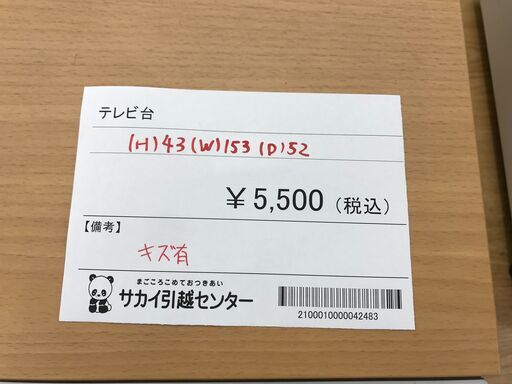 テレビ台
(H)43(W)153(D)52
￥5,500（税込）
【備考】
キズ有
まごころこめておつきあい
サカイ引越センター
2100010000042483